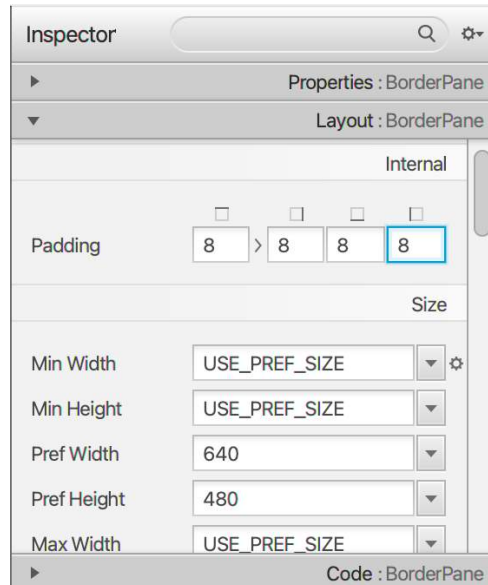 Inspector
Properties : BorderPane
Layout : BorderPane
Internal
Padding 8 8 8 8
Size
Min Width USE_PREF_SIZE
Min Height USE_PREF_SIZE
Pref Width 640
Pref Height 480
Max Width USE_PREF_SIZE
Code : BorderPane